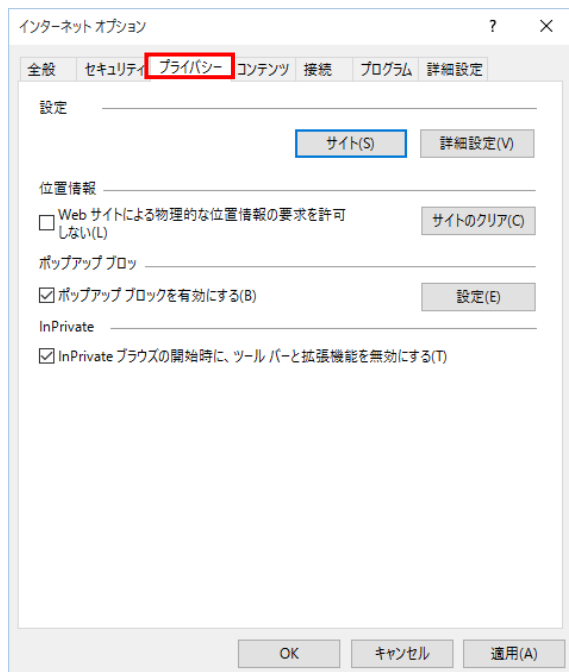 インターネット オプション ? ×
全般 セキュリティ プライバシー コンテンツ 接続 プログラム 詳細設定
設定
サイト(S) 詳細設定(V)
位置情報
Web サイトによる物理的な位置情報の要求を許可
しない(L)
サイトのクリア(C)
ポップアップ ブロッ
ポップアップ ブロックを有効にする(B) 設定(E)
InPrivate
InPrivate ブラウズの開始時に、ツール バーと拡張機能を無効にする(T)
OK キャンセル 適用(A)